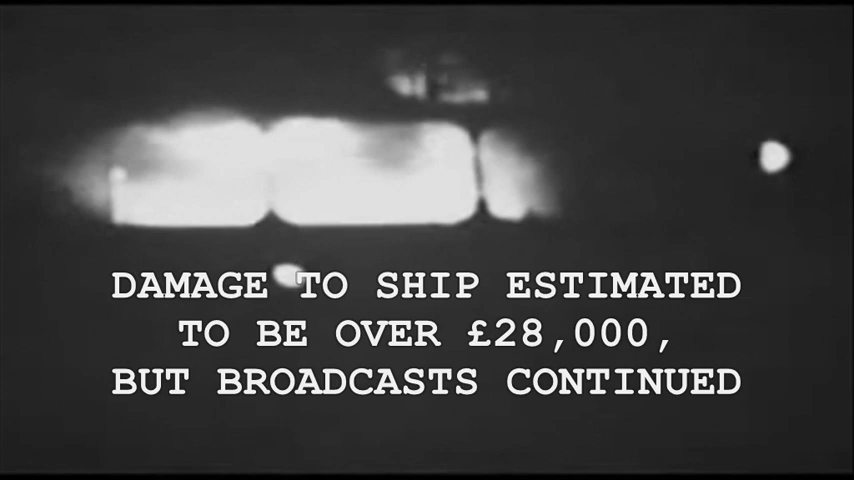 DAMAGE TO SHIP ESTIMATED
TO BE OVER £28,000,
BUT BROADCASTS CONTINUED